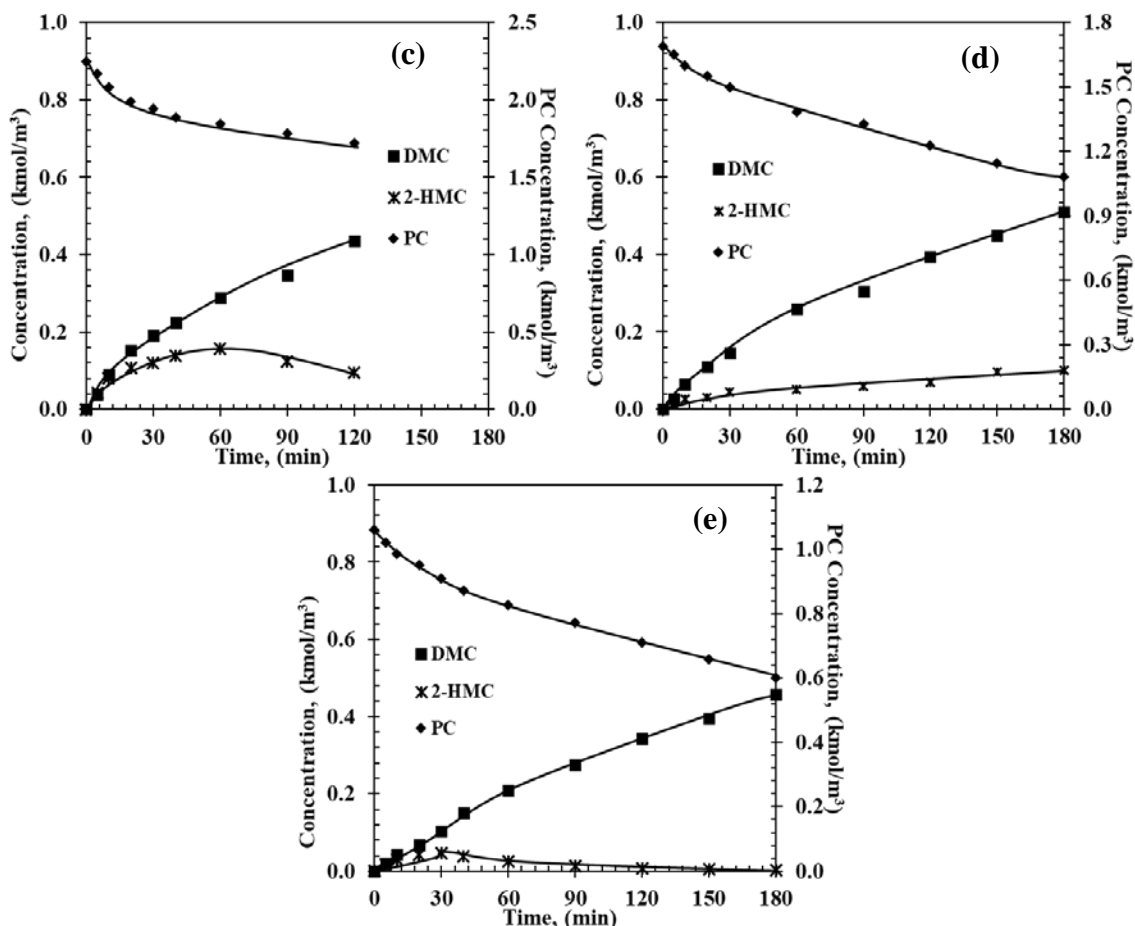 (c)
Concentration, (kmol/m³)
1.0
0.8
0.6
0.4
0.2
0.0
DMC
2-HMC
PC
2.5
2.0
1.5
1.0
0.5
0.0
PC Concentration, (kmol/m³)
0 30 60 90 120 150 180
Time, (min)
(d)
Concentration, (kmol/m³)
1.0
0.8
0.6
0.4
0.2
0.0
DMC
2-HMC
PC
1.8
1.5
1.2
0.9
0.6
0.3
0.0
PC Concentration, (kmol/m³)
0 30 60 90 120 150 180
Time, (min)
(e)
Concentration, (kmol/m³)
1.0
0.8
0.6
0.4
0.2
0.0
DMC
2-HMC
PC
1.2
1.0
0.8
0.6
0.4
0.2
0.0
PC Concentration, (kmol/m³)
0 30 60 90 120 150 180
Time, (min)